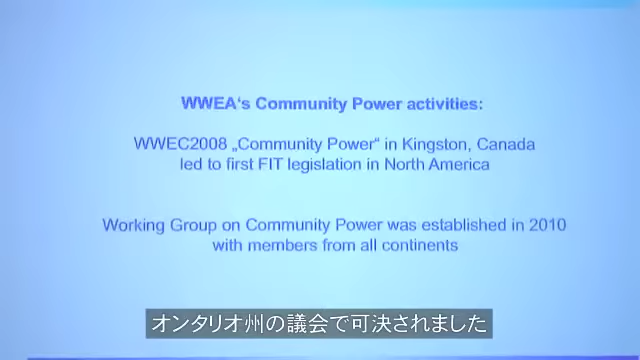 WWEA‘s Community Power activities:
WWEC2008 „Community Power“ in Kingston, Canada
led to first FIT legislation in North America
Working Group on Community Power was established in 2010
with members from all continents
オンタリオ州の議会で可決されました